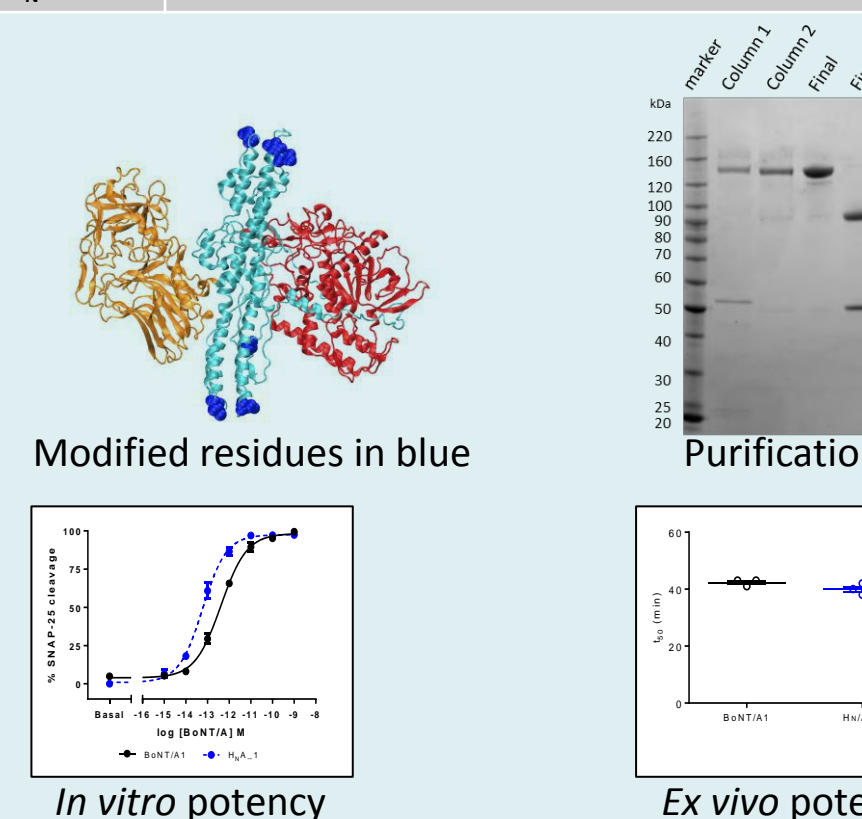 N
marker
Column 1
Column 2
Final
kDa
220
160
120
100
90
80
70
60
50
40
30
25
20
Modified residues in blue
Purificatio
100
75
50
25
0
% SNAP-25 cleavage
Basal -16 -15 -14 -13 -12 -11 -10 -9 -8
log [BoNT/A] M
BoNT/A1 HNA_1
In vitro potency
60
40
20
0
t50 (min)
BoNT/A1 HN/
Ex vivo pote